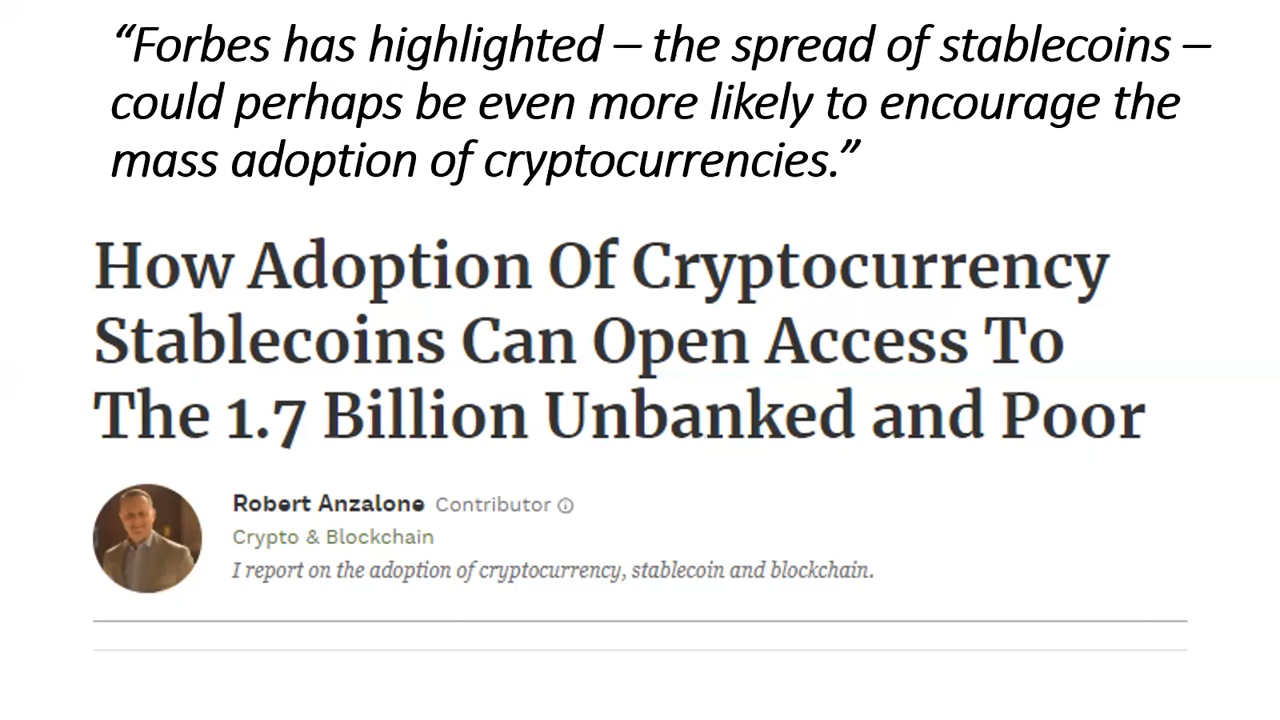 “Forbes has highlighted – the spread of stablecoins –
could perhaps be even more likely to encourage the
mass adoption of cryptocurrencies.”
How Adoption Of Cryptocurrency
Stablecoins Can Open Access To
The 1.7 Billion Unbanked and Poor
Robert Anzalone Contributor ⓘ
Crypto & Blockchain
I report on the adoption of cryptocurrency, stablecoin and blockchain.